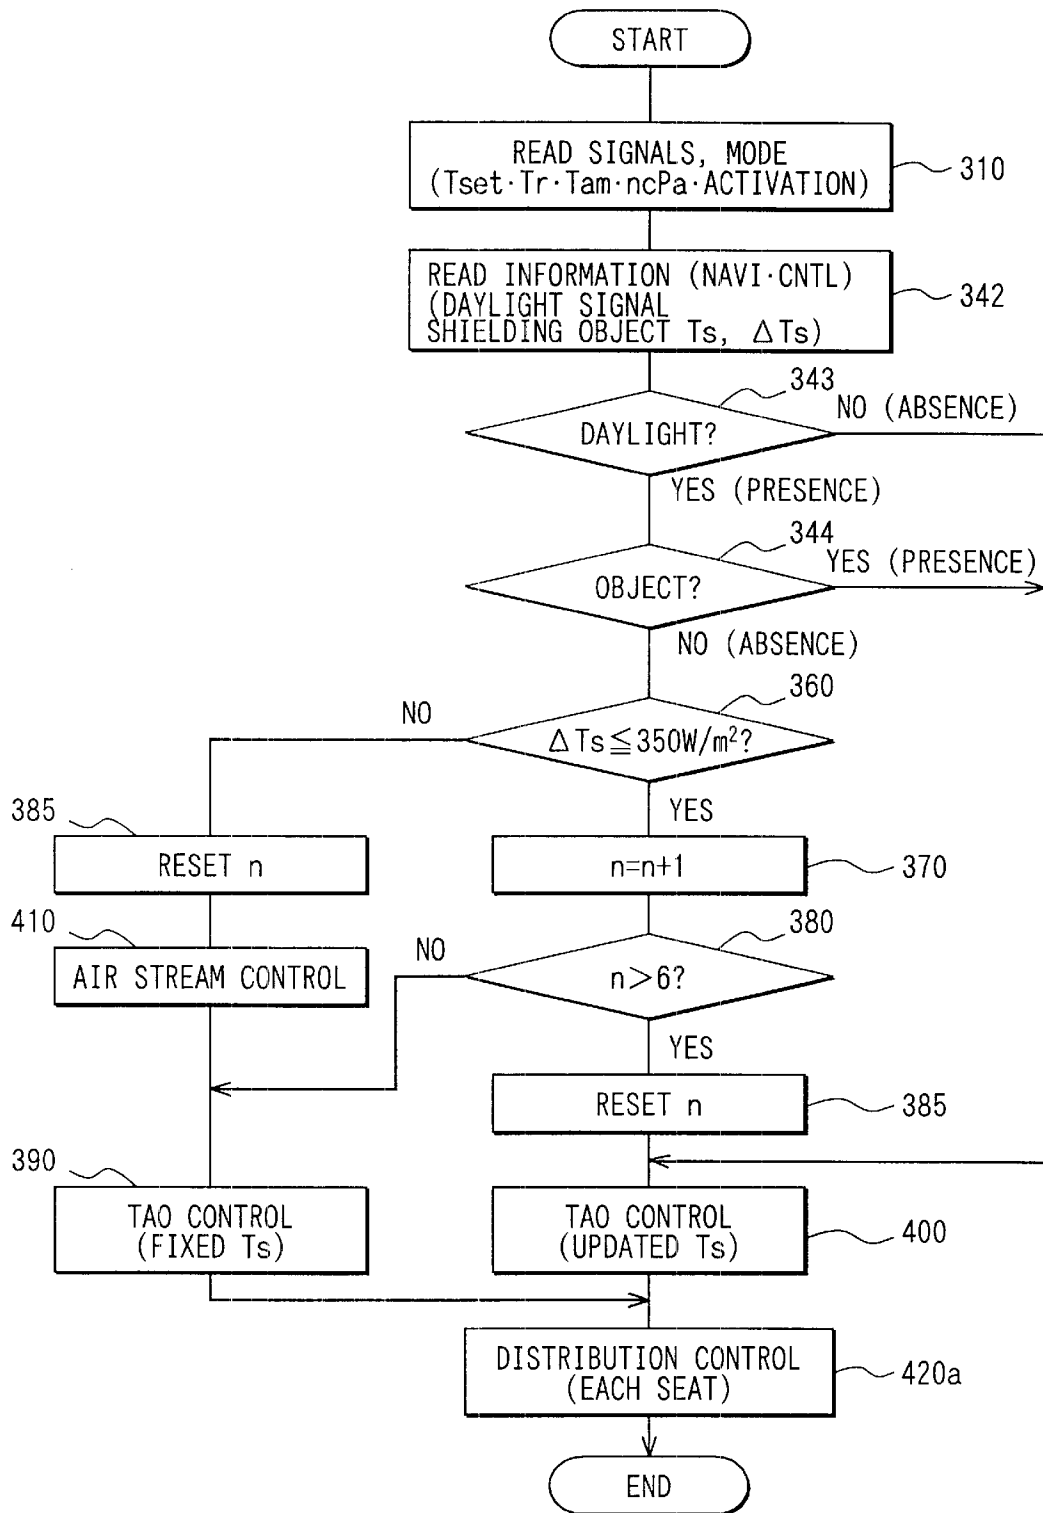 START
READ SIGNALS, MODE
(Tset·Tr·Tam·ncPa·ACTIVATION)
310
READ INFORMATION (NAVI·CNTL)
(DAYLIGHT SIGNAL
SHIELDING OBJECT Ts, ΔTs)
342
343
DAYLIGHT?
NO (ABSENCE)
YES (PRESENCE)
344
OBJECT?
YES (PRESENCE)
NO (ABSENCE)
360
NO
ΔTs≦350W/m²?
YES
385
RESET n
n=n+1
370
410
AIR STREAM CONTROL
380
NO
n>6?
YES
RESET n
385
390
TAO CONTROL
(FIXED Ts)
TAO CONTROL
(UPDATED Ts)
400
DISTRIBUTION CONTROL
(EACH SEAT)
420a
END